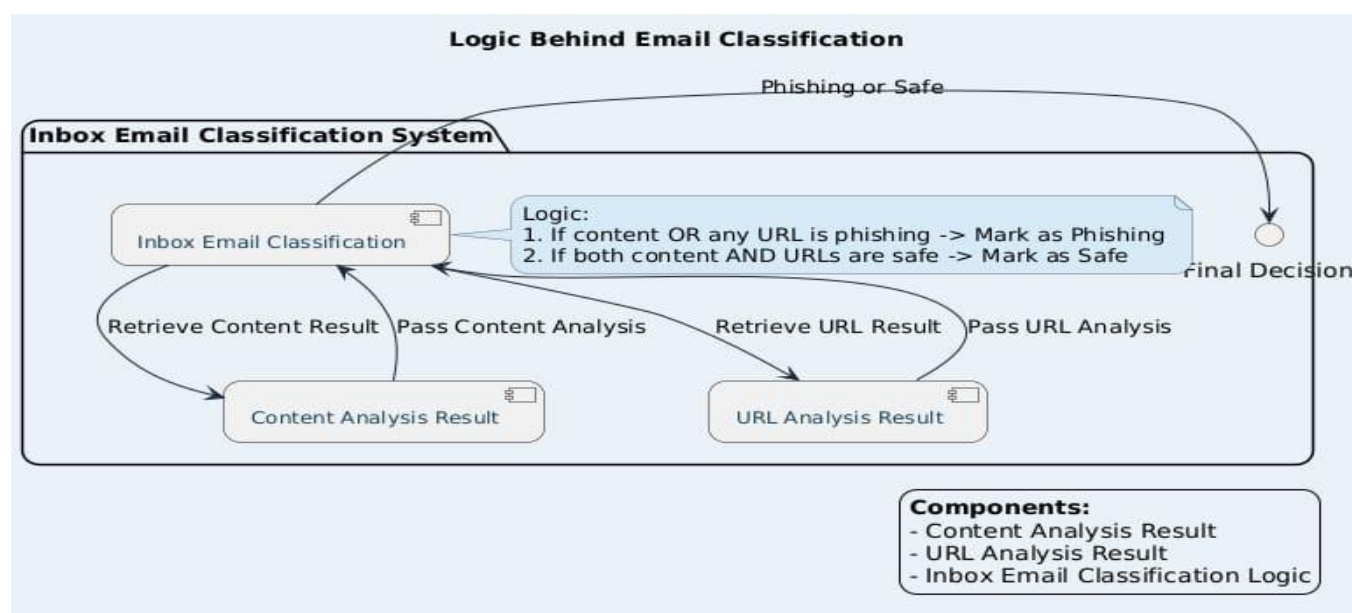 Logic Behind Email Classification
Phishing or Safe
Inbox Email Classification System
Inbox Email Classification
Logic:
1. If content OR any URL is phishing -> Mark as Phishing
2. If both content AND URLs are safe -> Mark as Safe
Final Decision
Retrieve Content Result
Pass Content Analysis
Retrieve URL Result
Pass URL Analysis
Content Analysis Result
URL Analysis Result
Components:
- Content Analysis Result
- URL Analysis Result
- Inbox Email Classification Logic